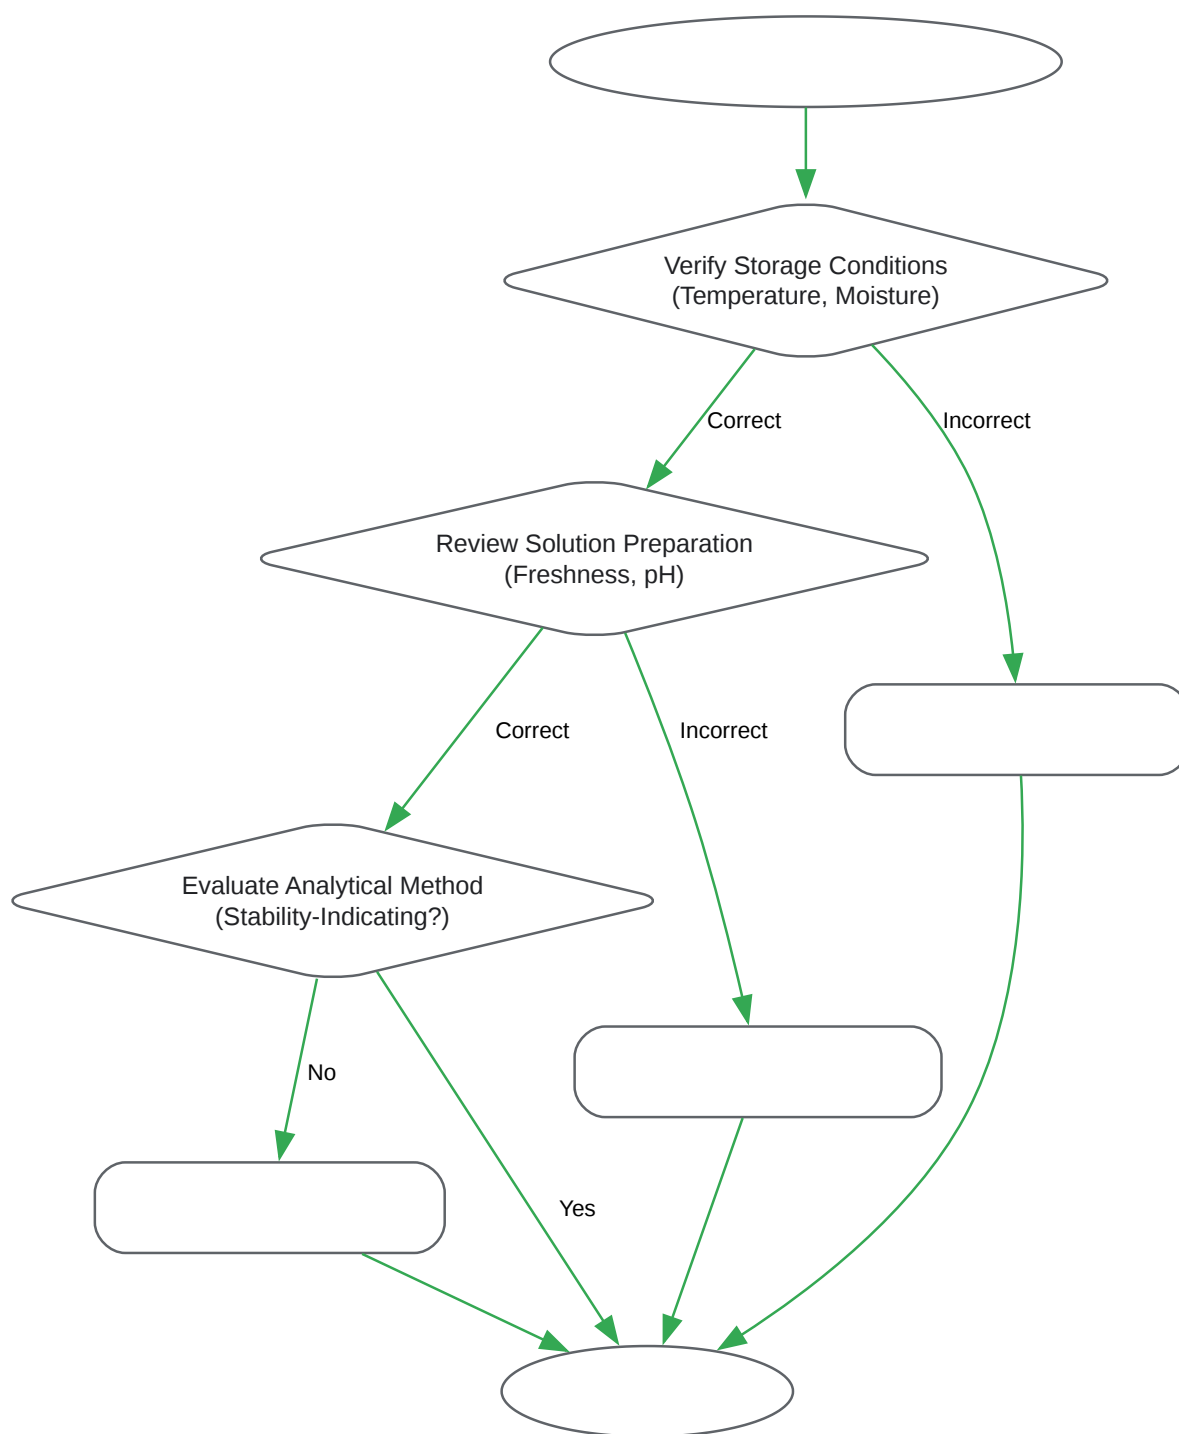 Verify Storage Conditions
(Temperature, Moisture)
Correct
Incorrect
Review Solution Preparation
(Freshness, pH)
Correct
Incorrect
Evaluate Analytical Method
(Stability-Indicating?)
No
Yes